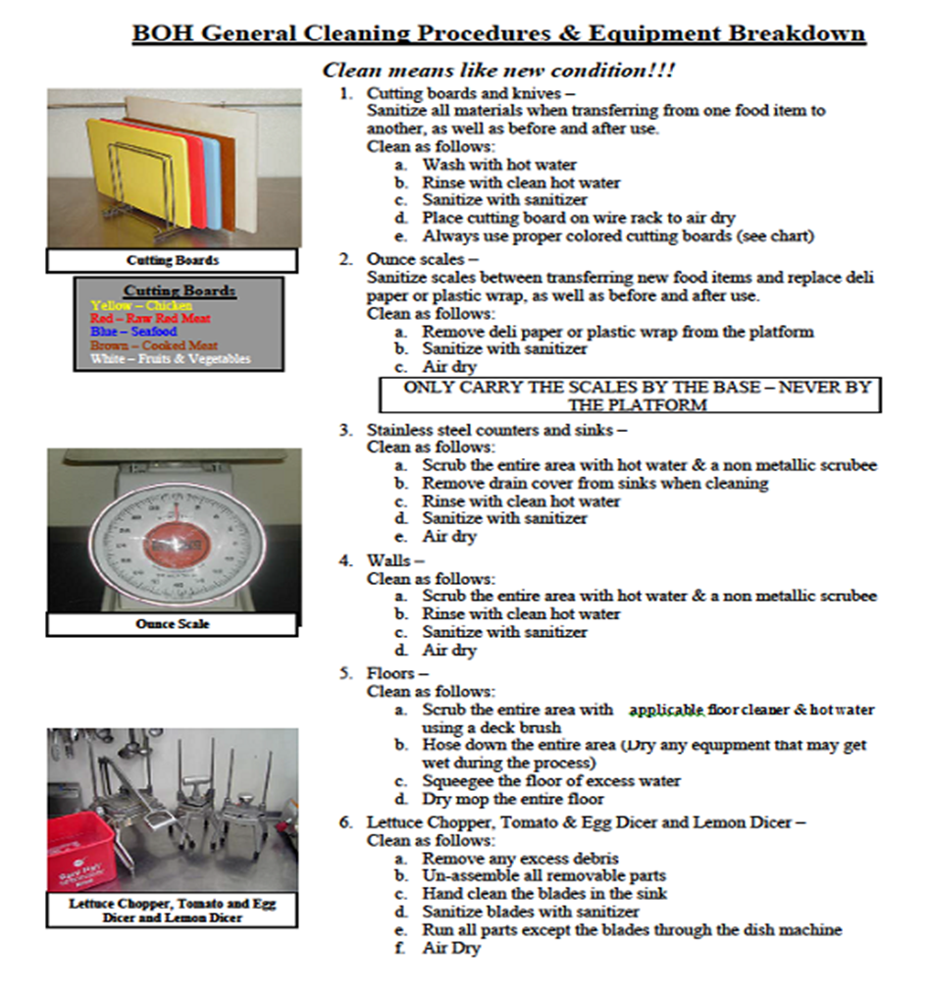 BOH General Cleaning Procedures & Equipment Breakdown
Clean means like new condition!!!
1. Cutting boards and knives –
Sanitize all materials when transferring from one food item to
another, as well as before and after use.
Clean as follows:
a. Wash with hot water
b. Rinse with clean hot water
c. Sanitize with sanitizer
d. Place cutting board on wire rack to air dry
e. Always use proper colored cutting boards (see chart)
Cutting Boards
Cutting Boards
Yellow – Chicken
Red – Raw Red Meat
Blue – Seafood
Brown – Cooked Meat
White – Fruits & Vegetables
2. Ounce scales –
Sanitize scales between transferring new food items and replace deli
paper or plastic wrap, as well as before and after use.
Clean as follows:
a. Remove deli paper or plastic wrap from the platform
b. Sanitize with sanitizer
c. Air dry
ONLY CARRY THE SCALES BY THE BASE – NEVER BY
THE PLATFORM
3. Stainless steel counters and sinks –
Clean as follows:
a. Scrub the entire area with hot water & a non metallic scrubee
b. Remove drain cover from sinks when cleaning
c. Rinse with clean hot water
d. Sanitize with sanitizer
e. Air dry
Ounce Scale
4. Walls –
Clean as follows:
a. Scrub the entire area with hot water & a non metallic scrubee
b. Rinse with clean hot water
c. Sanitize with sanitizer
d. Air dry
5. Floors –
Clean as follows:
a. Scrub the entire area with applicable floor cleaner & hot water
using a deck brush
b. Hose down the entire area (Dry any equipment that may get
wet during the process)
c. Squeegee the floor of excess water
d. Dry mop the entire floor
6. Lettuce Chopper, Tomato & Egg Dicer and Lemon Dicer –
Clean as follows:
a. Remove any excess debris
b. Un-assemble all removable parts
c. Hand clean the blades in the sink
d. Sanitize blades with sanitizer
e. Run all parts except the blades through the dish machine
f. Air Dry
Lettuce Chopper, Tomato and Egg
Dicer and Lemon Dicer